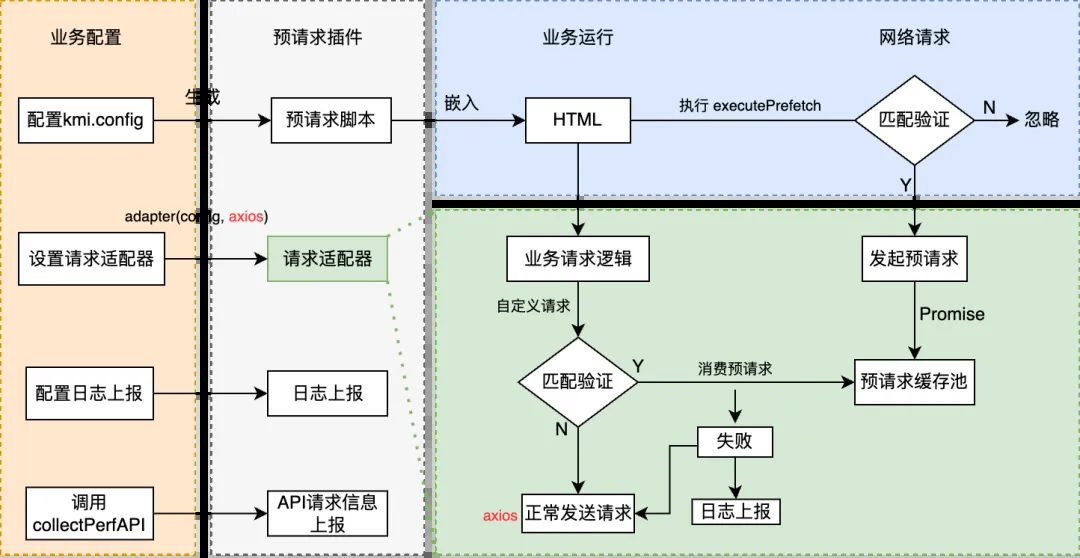 业务配置
预请求插件
业务运行
网络请求
配置kmi.config
生成
预请求脚本
嵌入
HTML
执行 executePrefetch
匹配验证
N
忽略
Y
adapter(config, axios)
设置请求适配器
请求适配器
业务请求逻辑
发起预请求
自定义请求
Promise
匹配验证
Y
消费预请求
预请求缓存池
配置日志上报
日志上报
N
失败
调用
collectPerfAPI
API请求信息
上报
axios
正常发送请求
日志上报